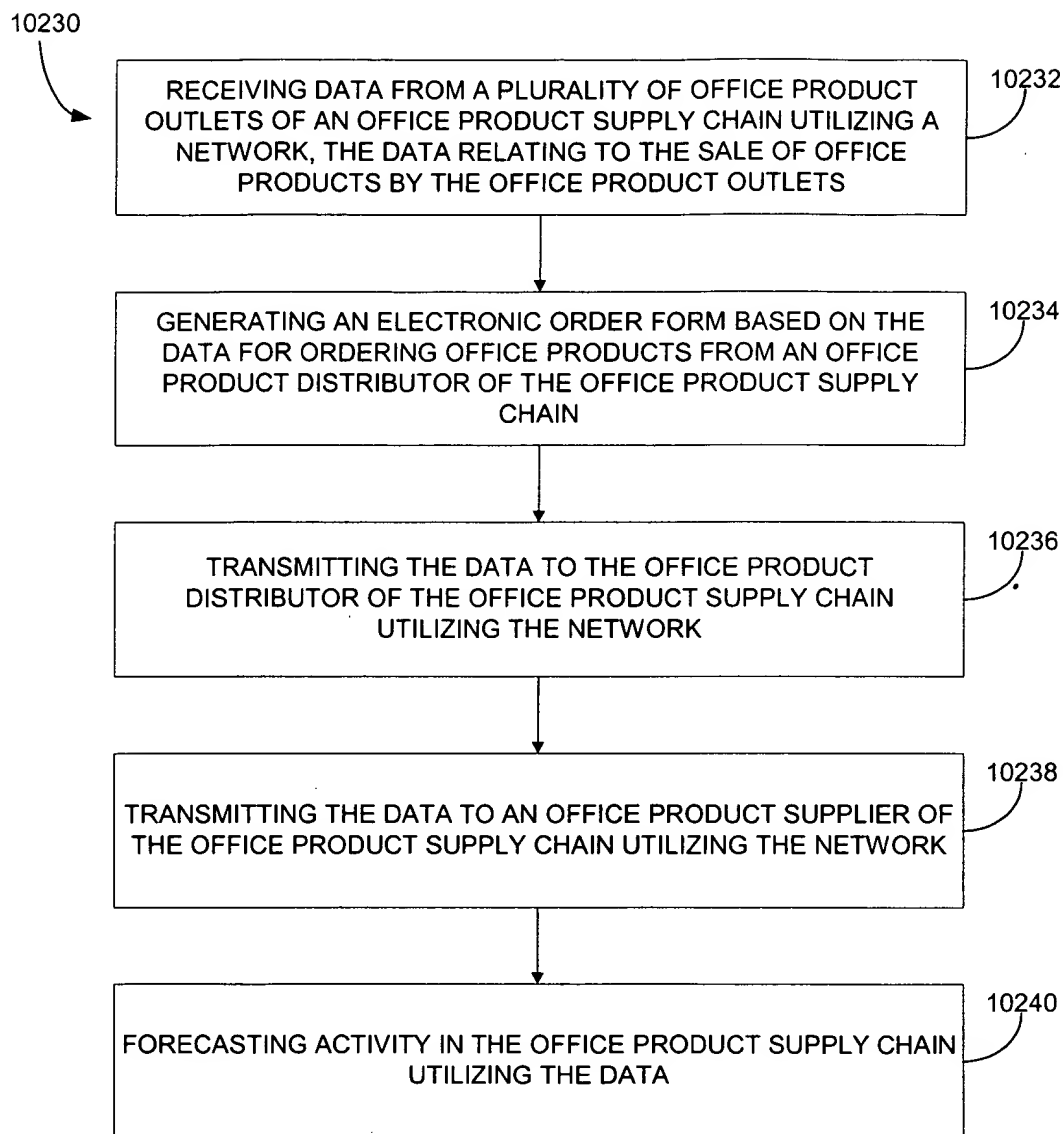 10230
10232
RECEIVING DATA FROM A PLURALITY OF OFFICE PRODUCT
OUTLETS OF AN OFFICE PRODUCT SUPPLY CHAIN UTILIZING A
NETWORK, THE DATA RELATING TO THE SALE OF OFFICE
PRODUCTS BY THE OFFICE PRODUCT OUTLETS
10234
GENERATING AN ELECTRONIC ORDER FORM BASED ON THE
DATA FOR ORDERING OFFICE PRODUCTS FROM AN OFFICE
PRODUCT DISTRIBUTOR OF THE OFFICE PRODUCT SUPPLY
CHAIN
10236
TRANSMITTING THE DATA TO THE OFFICE PRODUCT
DISTRIBUTOR OF THE OFFICE PRODUCT SUPPLY CHAIN
UTILIZING THE NETWORK
10238
TRANSMITTING THE DATA TO AN OFFICE PRODUCT SUPPLIER OF
THE OFFICE PRODUCT SUPPLY CHAIN UTILIZING THE NETWORK
10240
FORECASTING ACTIVITY IN THE OFFICE PRODUCT SUPPLY CHAIN
UTILIZING THE DATA